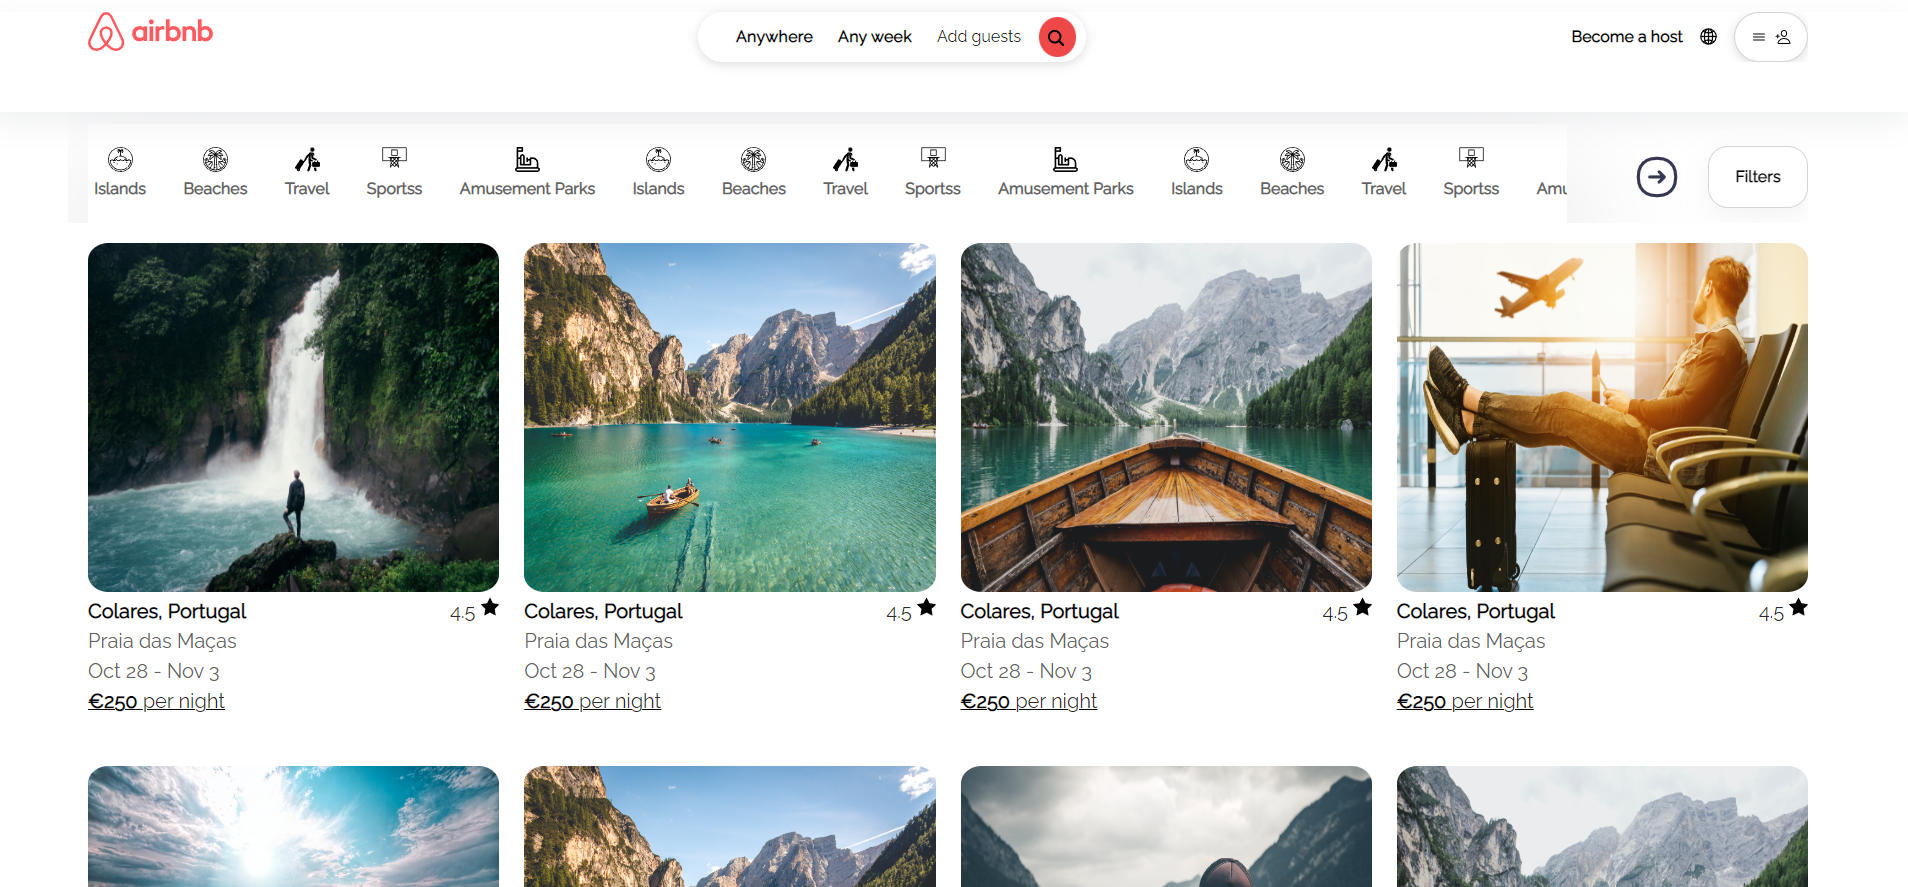 airbnb
Anywhere Any week Add guests
Become a host
Islands Beaches Travel Sportss Amusement Parks Islands Beaches Travel Sportss Amusement Parks Islands Beaches Travel Sportss Amu
Filters
Colares, Portugal 4.5
Praia das Maças
Oct 28 - Nov 3
€250 per night
Colares, Portugal 4.5
Praia das Maças
Oct 28 - Nov 3
€250 per night
Colares, Portugal 4.5
Praia das Maças
Oct 28 - Nov 3
€250 per night
Colares, Portugal 4.5
Praia das Maças
Oct 28 - Nov 3
€250 per night